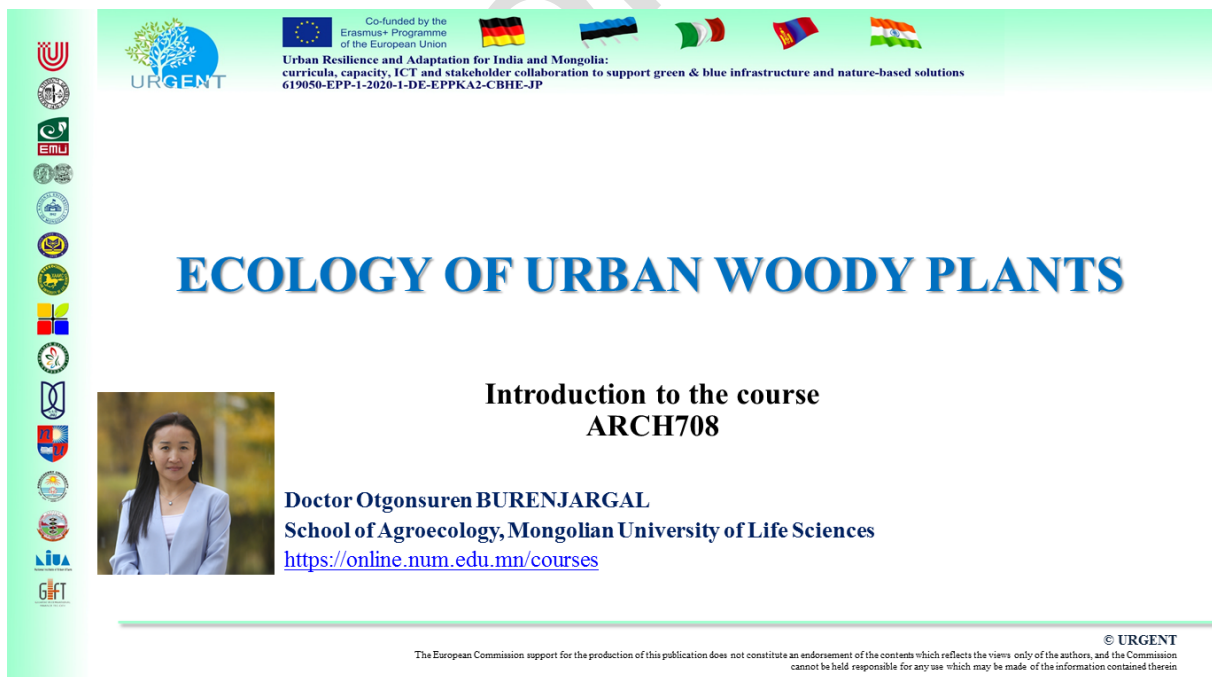 Co-funded by the
Erasmus+ Programme
of the European Union
URGENT
Urban Resilience and Adaptation for India and Mongolia:
curricula, capacity, ICT and stakeholder collaboration to support green & blue infrastructure and nature-based solutions
619050-EPP-1-2020-1-DE-EPPKA2-CBHE-JP
EMU
ECOLOGY OF URBAN WOODY PLANTS
Introduction to the course
ARCH708
Doctor Otgonsuren BURENJARGAL
School of Agroecology, Mongolian University of Life Sciences
https://online.num.edu.mn/courses
NIUA
GIFT
© URGENT
The European Commission support for the production of this publication does not constitute an endorsement of the contents which reflects the views only of the authors, and the Commission
cannot be held responsible for any use which may be made of the information contained therein